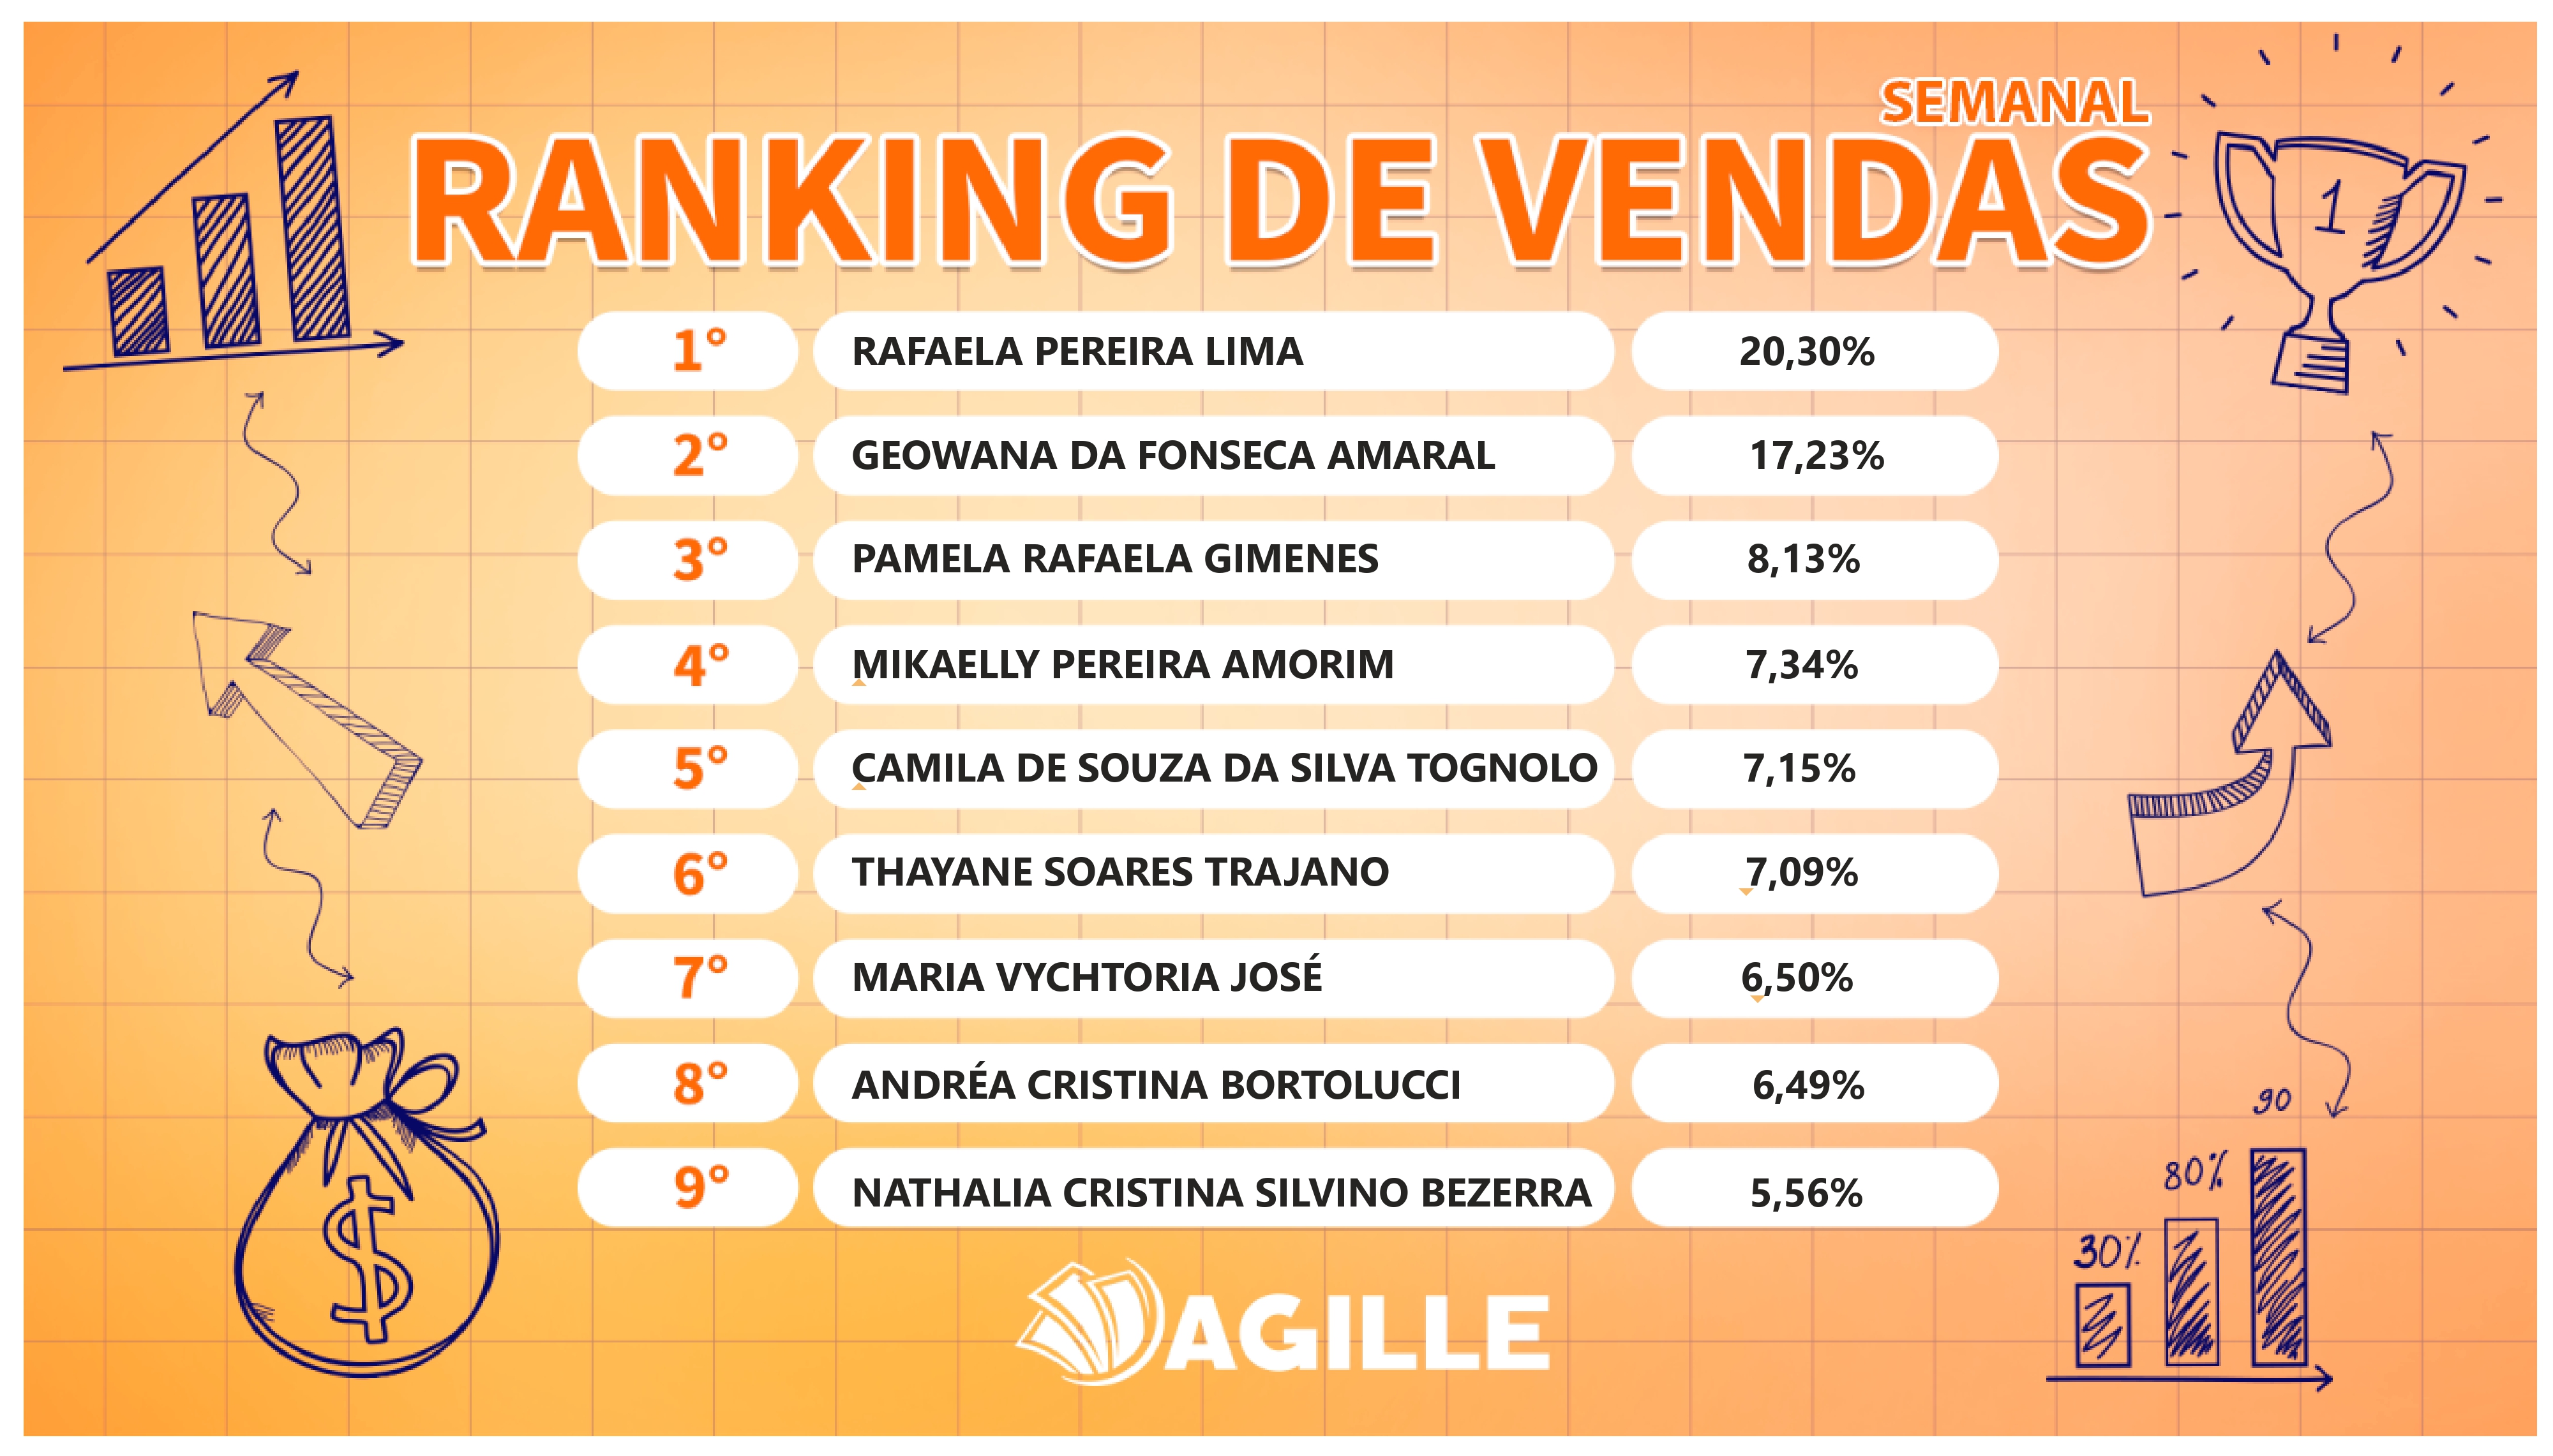 SEMANAL
RANKING DE VENDAS
1
1° RAFAELA PEREIRA LIMA 20,30%
2° GEOWANA DA FONSECA AMARAL 17,23%
3° PAMELA RAFAELA GIMENES 8,13%
4° MIKAELLY PEREIRA AMORIM 7,34%
5° CAMILA DE SOUZA DA SILVA TOGNOLO 7,15%
6° THAYANE SOARES TRAJANO 7,09%
7° MARIA VYCHTORIA JOSÉ 6,50%
8° ANDRÉA CRISTINA BORTOLUCCI 6,49%
9° NATHALIA CRISTINA SILVINO BEZERRA 5,56%
$
90
80%
30%
AGILLE